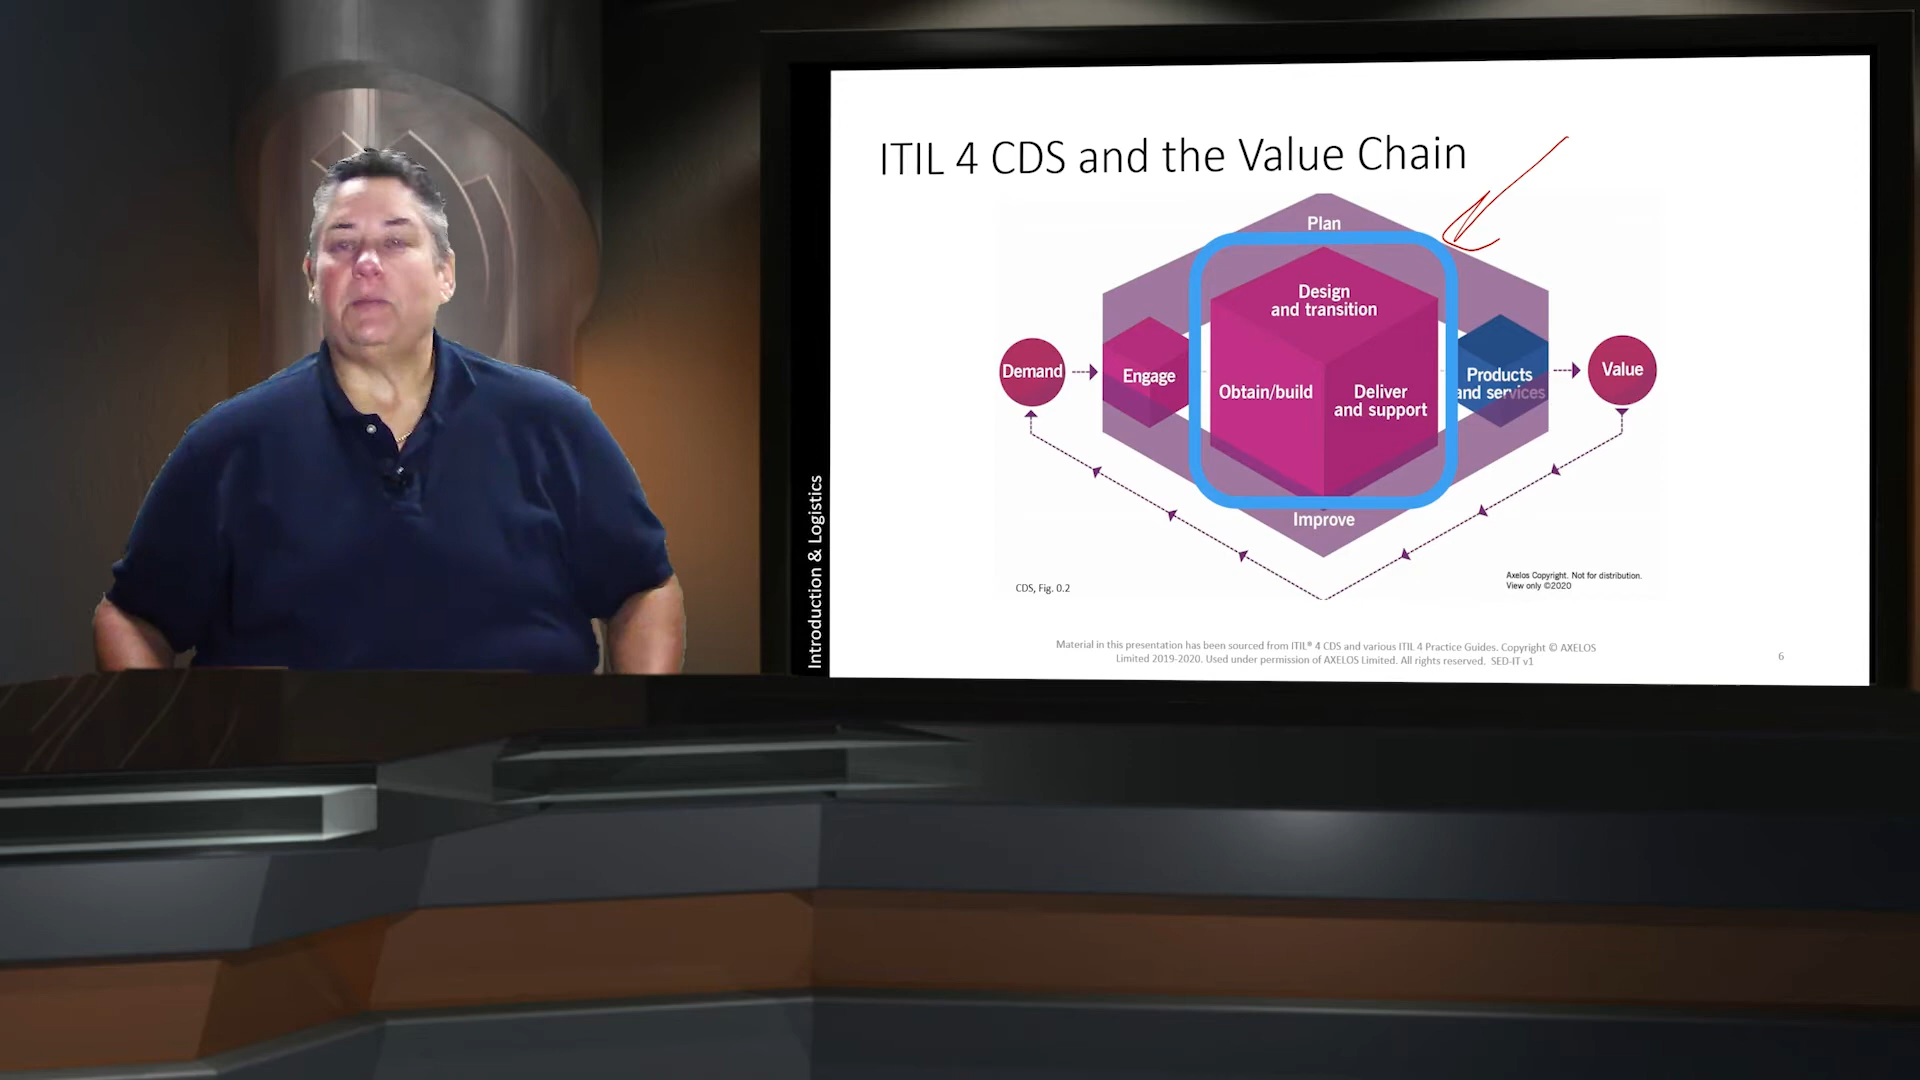 ITIL 4 CDS and the Value Chain
Plan
Design
and transition
Demand
Engage
Obtain/build
Deliver
and support
Products
and services
Value
Improve
CDS, Fig. 0.2
Axelos Copyright. Not for distribution.
View only ©2020
Introduction & Logistics
Material in this presentation has been sourced from ITIL® 4 CDS and various ITIL 4 Practice Guides. Copyright © AXELOS
Limited 2019-2020. Used under permission of AXELOS Limited. All rights reserved. SED-IT v1
6